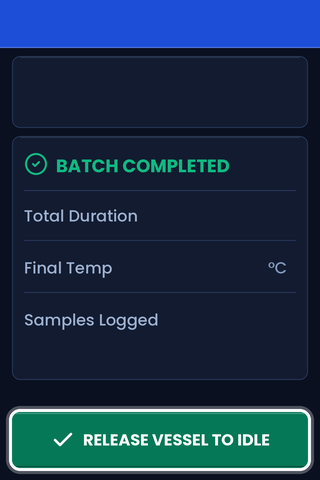 BATCH COMPLETED
Total Duration
Final Temp °C
Samples Logged
RELEASE VESSEL TO IDLE